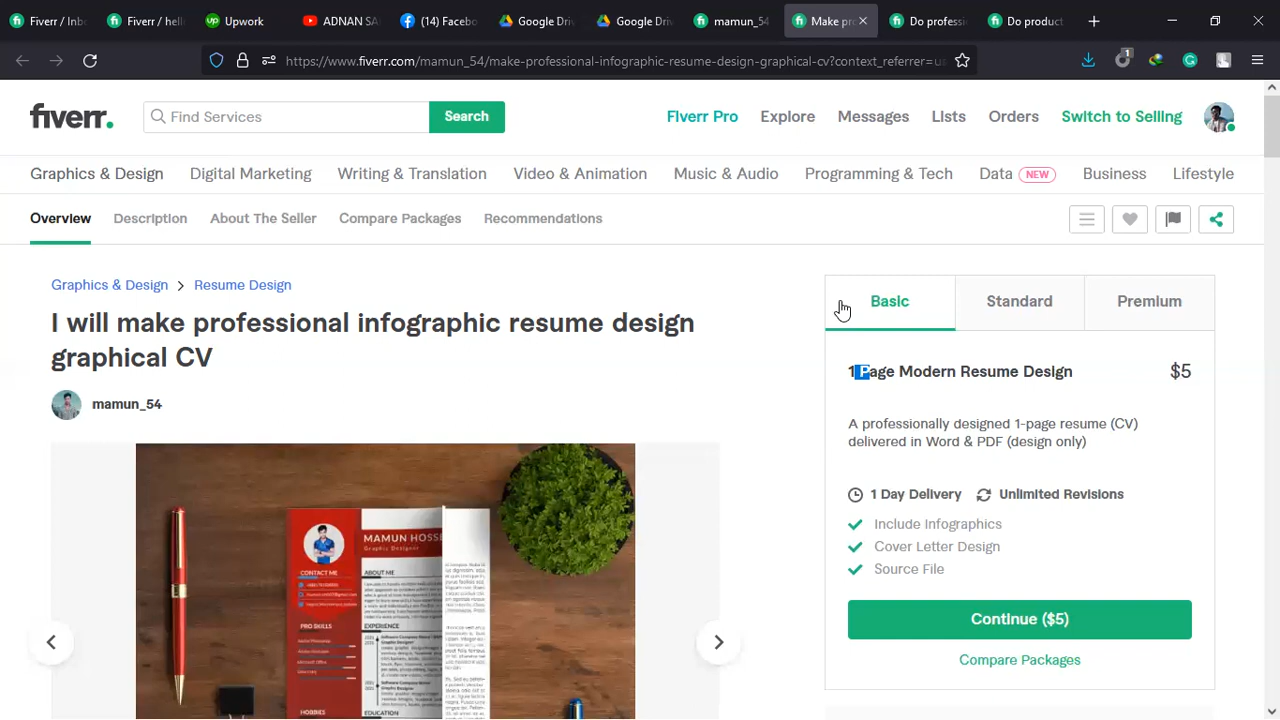 Fiverr / Inbo
Fiverr / hell
Upwork
ADNAN SA
(14) Facebo
Google Driv
Google Driv
mamun_54
Make pro
Do professi
Do product
https://www.fiverr.com/mamun_54/make-professional-infographic-resume-design-graphical-cv?context_referrer=us
1
fiverr.
Find Services
Search
Fiverr Pro
Explore
Messages
Lists
Orders
Switch to Selling
Graphics & Design
Digital Marketing
Writing & Translation
Video & Animation
Music & Audio
Programming & Tech
Data NEW
Business
Lifestyle
Overview
Description
About The Seller
Compare Packages
Recommendations
Graphics & Design > Resume Design
I will make professional infographic resume design
graphical CV
mamun_54
MAMUN HOSS
Graphic Designer
CONTACT ME
ABOUT ME
PRO SKILLS
EXPERIENCE
HOBBIES
EDUCATION
Basic
Standard
Premium
1 Page Modern Resume Design
$5
A professionally designed 1-page resume (CV)
delivered in Word & PDF (design only)
1 Day Delivery
Unlimited Revisions
Include Infographics
Cover Letter Design
Source File
Continue ($5)
Compare Packages